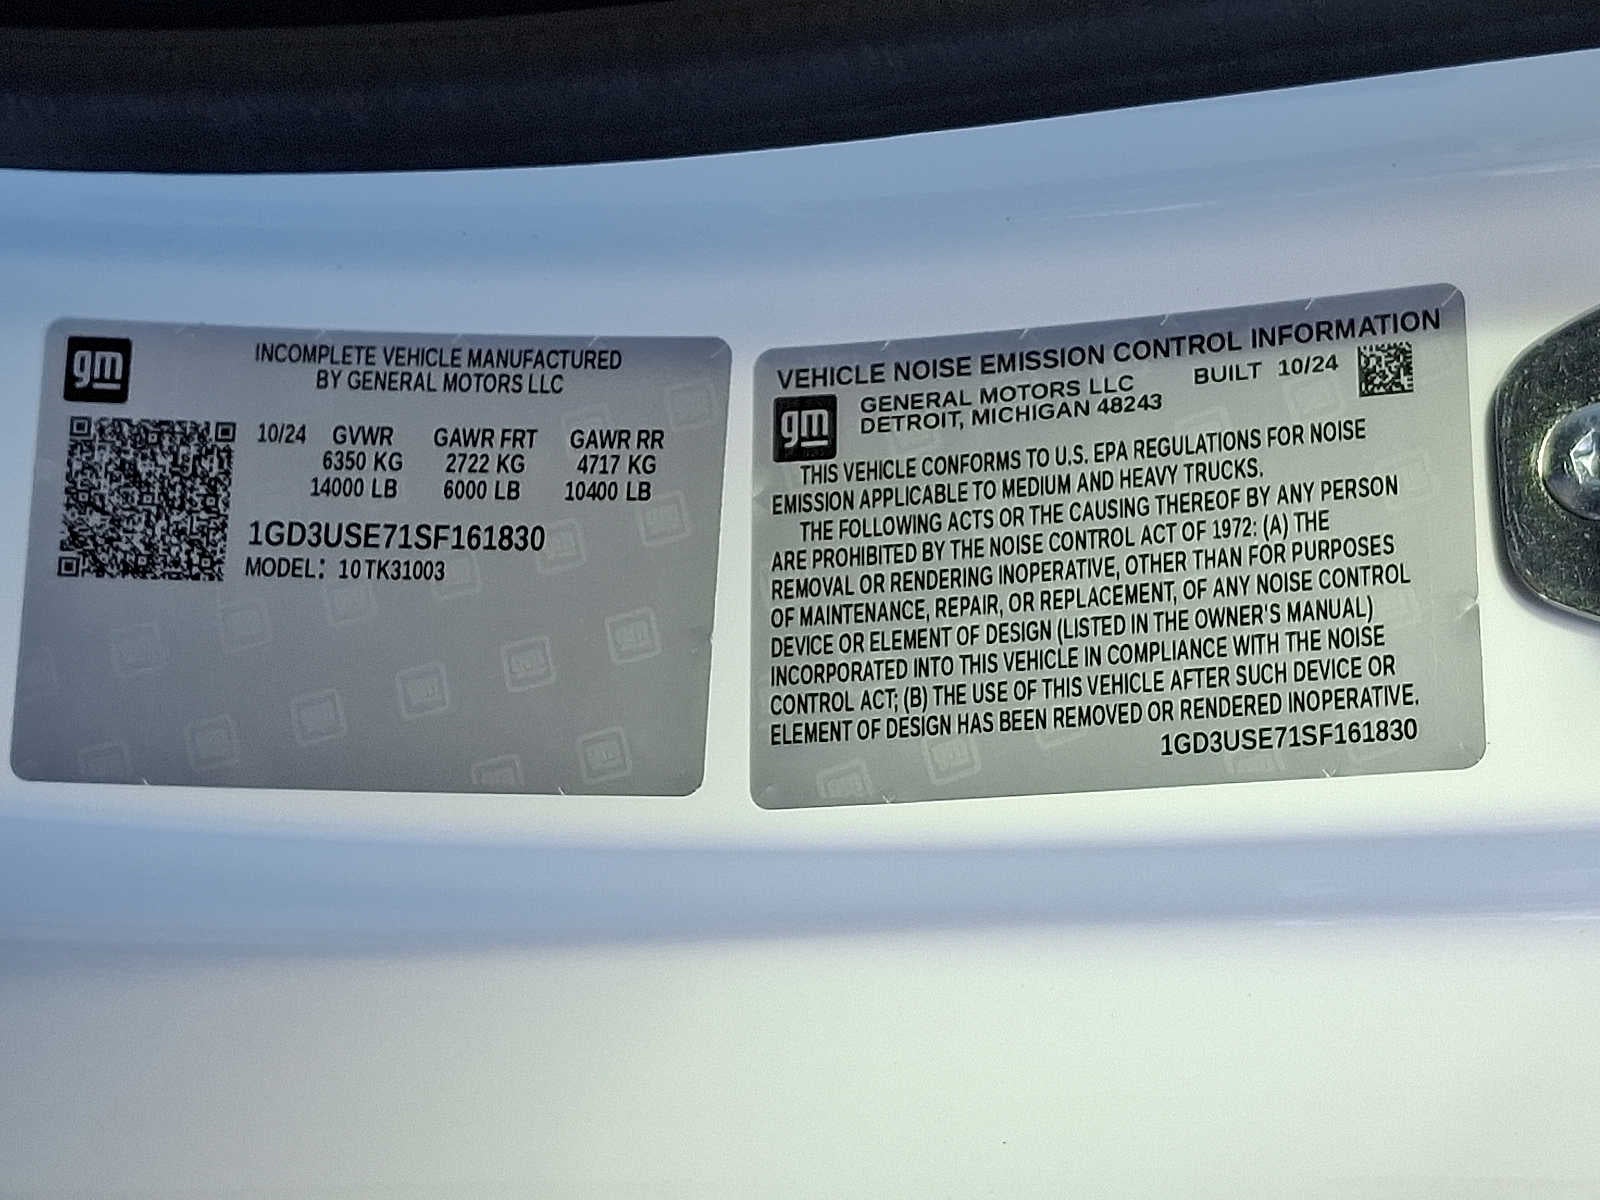 gm
INCOMPLETE VEHICLE MANUFACTURED
BY GENERAL MOTORS LLC
10/24 GVWR GAWR FRT GAWR RR
6350 KG 2722 KG 4717 KG
14000 LB 6000 LB 10400 LB
1GD3USE71SF161830
MODEL: 10 TK31003
VEHICLE NOISE EMISSION CONTROL INFORMATION
gm
GENERAL MOTORS LLC BUILT 10/24
DETROIT, MICHIGAN 48243
THIS VEHICLE CONFORMS TO U.S. EPA REGULATIONS FOR NOISE
EMISSION APPLICABLE TO MEDIUM AND HEAVY TRUCKS.
THE FOLLOWING ACTS OR THE CAUSING THEREOF BY ANY PERSON
ARE PROHIBITED BY THE NOISE CONTROL ACT OF 1972: (A) THE
REMOVAL OR RENDERING INOPERATIVE, OTHER THAN FOR PURPOSES
OF MAINTENANCE, REPAIR, OR REPLACEMENT, OF ANY NOISE CONTROL
DEVICE OR ELEMENT OF DESIGN (LISTED IN THE OWNER'S MANUAL)
INCORPORATED INTO THIS VEHICLE IN COMPLIANCE WITH THE NOISE
CONTROL ACT; (B) THE USE OF THIS VEHICLE AFTER SUCH DEVICE OR
ELEMENT OF DESIGN HAS BEEN REMOVED OR RENDERED INOPERATIVE.
1GD3USE71SF161830